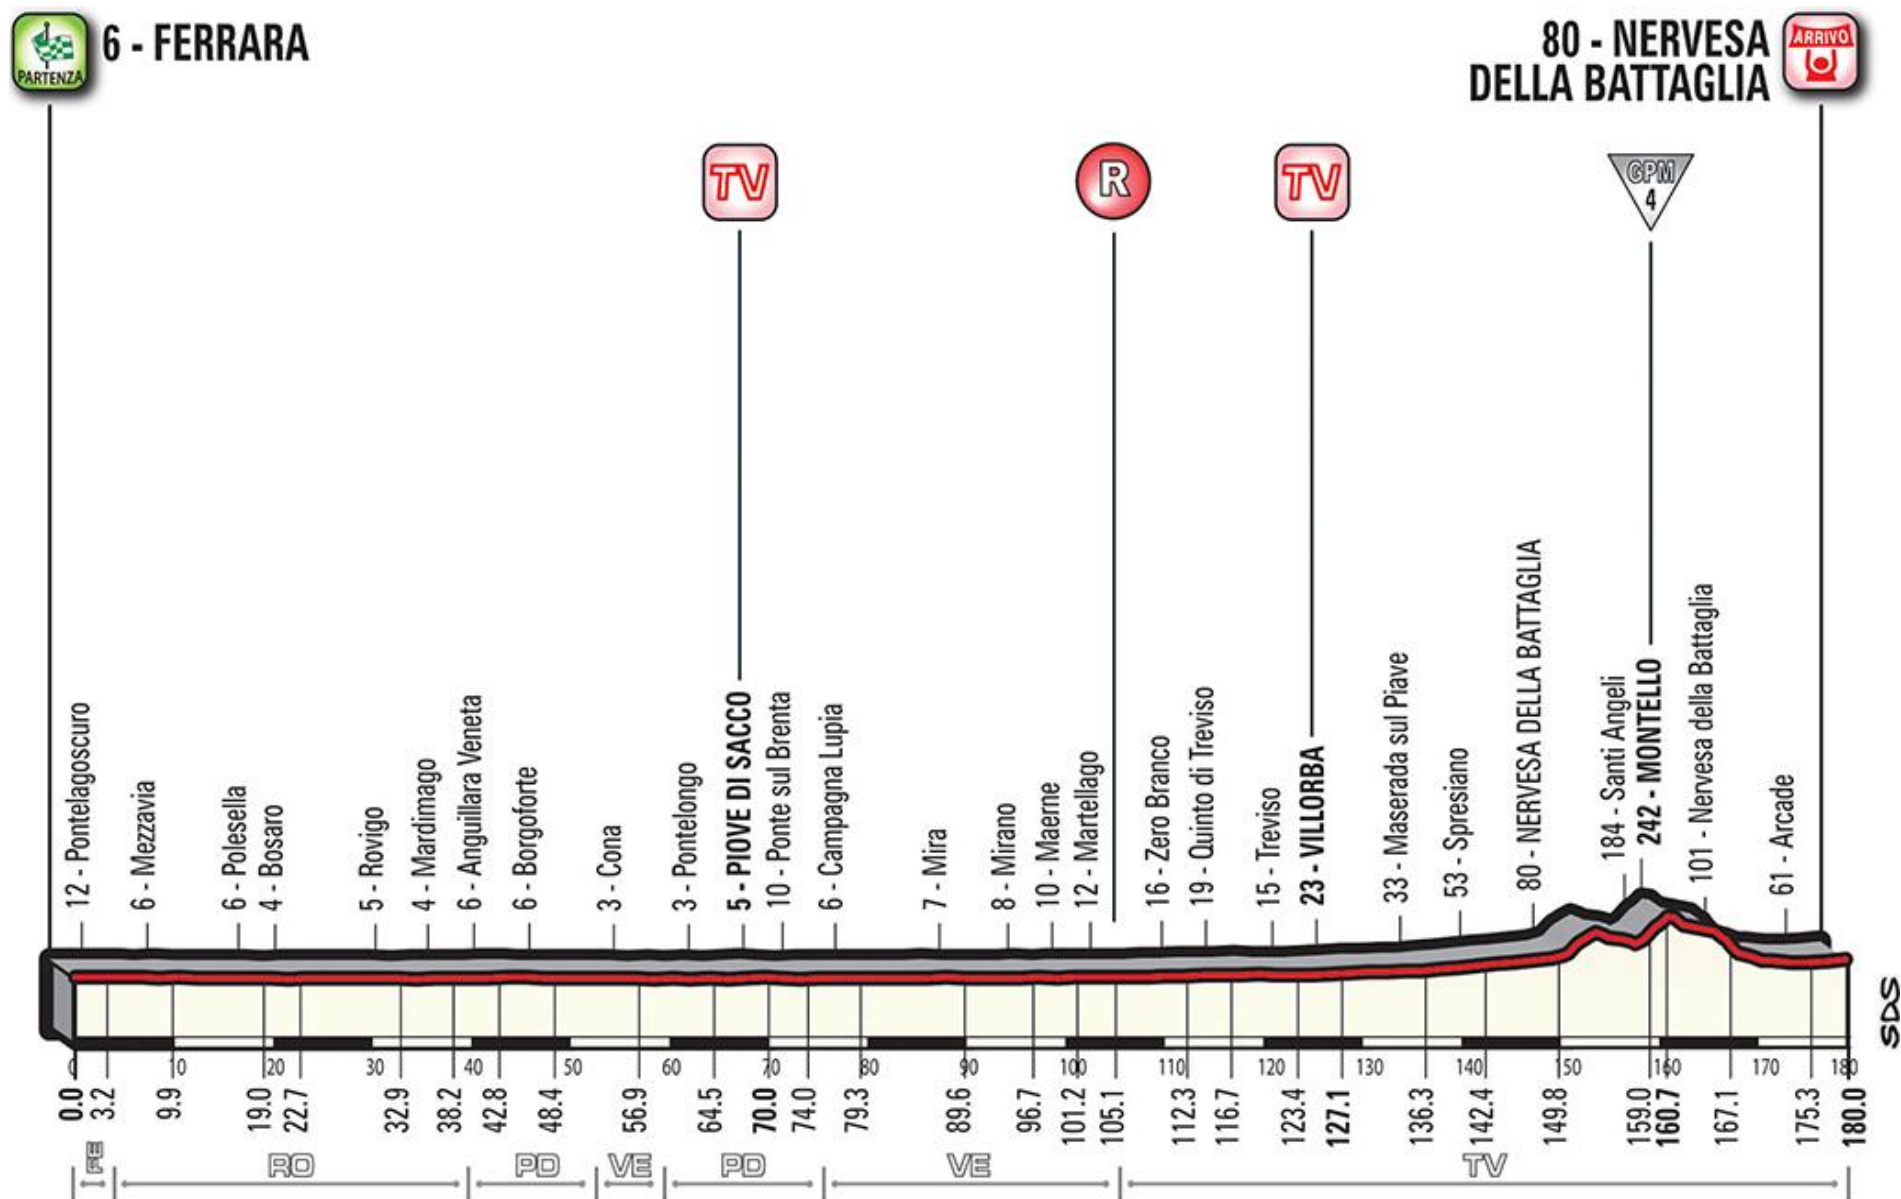 6 - FERRARA
PARTENZA
80 - NERVESA
DELLA BATTAGLIA
ARRIVO
TV
R
TV
GPM
4
12 - Pontelagoscuro
6 - Mezzavia
6 - Polesella
4 - Bosaro
5 - Rovigo
4 - Mardimago
6 - Anguillara Veneta
6 - Borgoforte
3 - Cona
3 - Pontelongo
5 - PIOVE DI SACCO
10 - Ponte sul Brenta
6 - Campagna Lupia
7 - Mira
8 - Mirano
10 - Maerne
12 - Martellago
16 - Zero Branco
19 - Quinto di Treviso
15 - Treviso
23 - VILLORBA
33 - Maserada sul Piave
53 - Spresiano
80 - NERVESA DELLA BATTAGLIA
184 - Santi Angeli
242 - MONTELLO
101 - Nervesa della Battaglia
61 - Arcade
SDS
0 10 20 30 40 50 60 70 80 90 100 110 120 130 140 150 160 170 180
0.0 3.2 9.9 19.0 22.7 32.9 38.2 42.8 48.4 56.9 64.5 70.0 74.0 79.3 89.6 96.7 101.2 105.1 112.3 116.7 123.4 127.1 136.3 142.4 149.8 159.0 160.7 167.1 175.3 180.0
FE RO PD VE PD VE TV